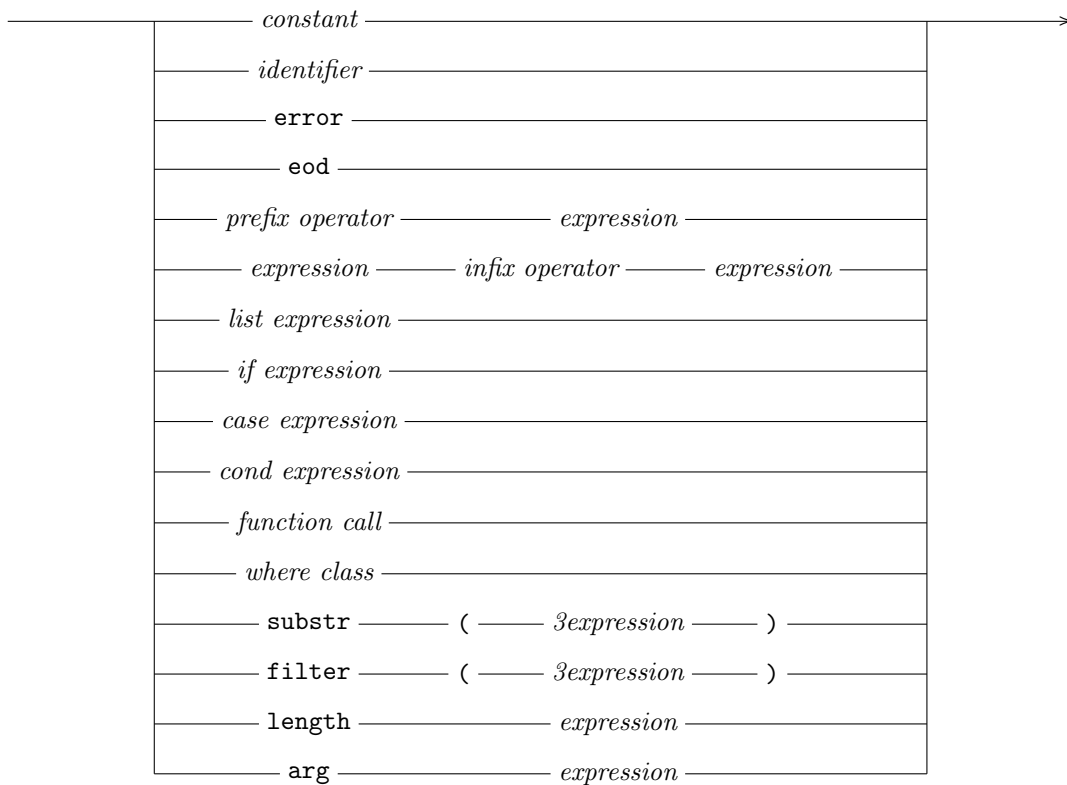 constant
identifier
error
eod
prefix operator expression
expression infix operator expression
list expression
if expression
case expression
cond expression
function call
where class
substr ( 3expression )
filter ( 3expression )
length expression
arg expression